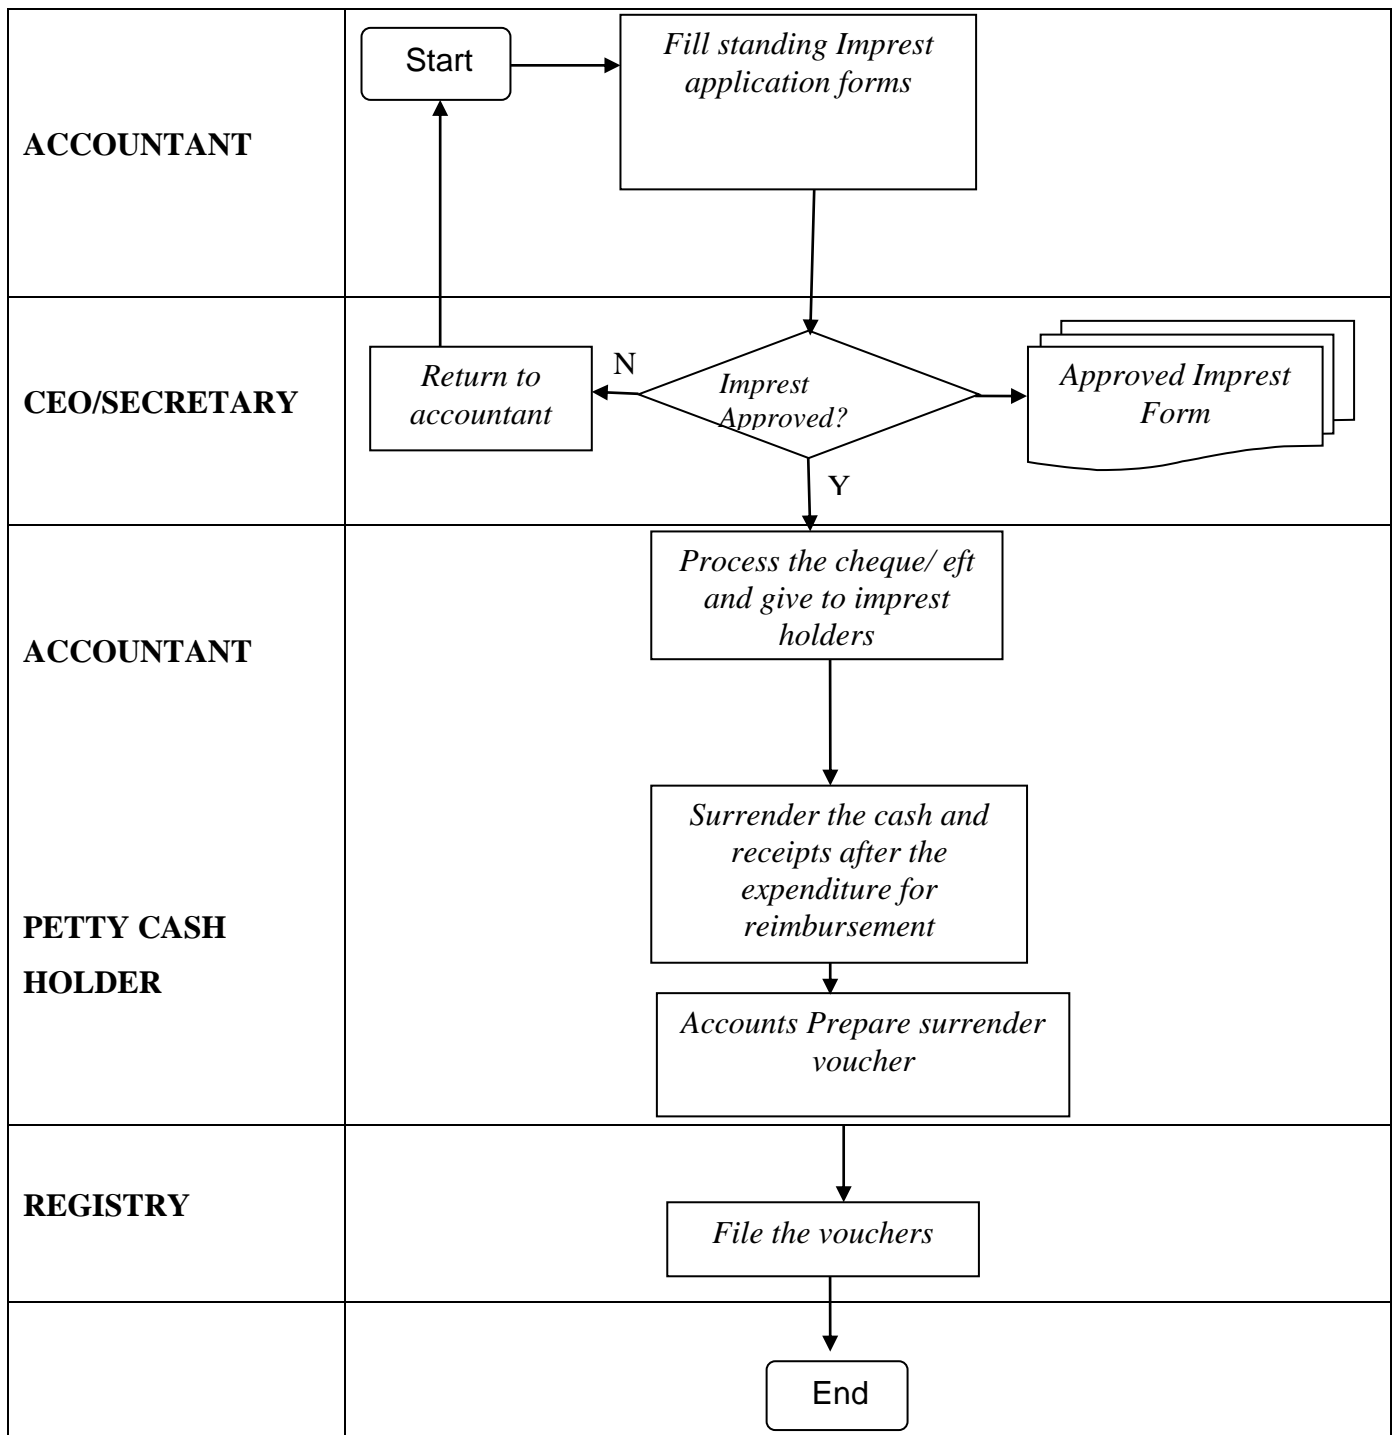 Start
Fill standing Imprest
application forms
ACCOUNTANT
CEO/SECRETARY
Return to
accountant
N
Imprest
Approved?
Approved Imprest
Form
Y
Process the cheque/ eft
and give to imprest
holders
ACCOUNTANT
Surrender the cash and
receipts after the
expenditure for
reimbursement
PETTY CASH
HOLDER
Accounts Prepare surrender
voucher
REGISTRY
File the vouchers
End